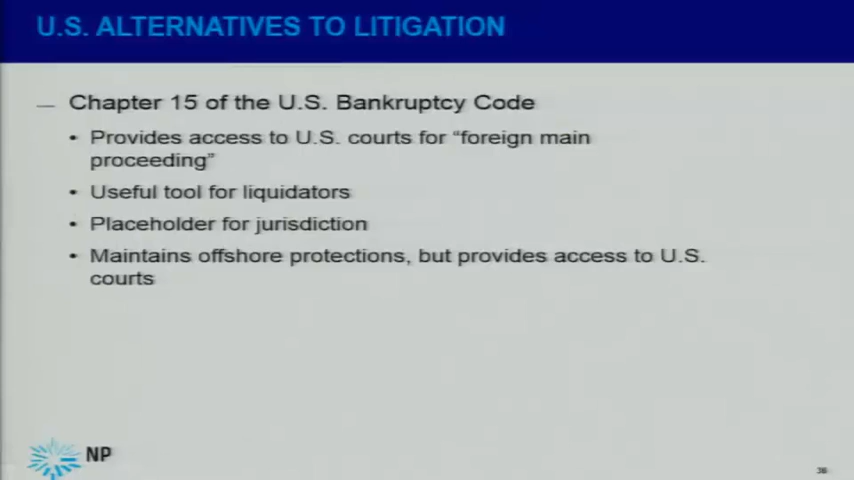 U.S. ALTERNATIVES TO LITIGATION
— Chapter 15 of the U.S. Bankruptcy Code
• Provides access to U.S. courts for “foreign main
proceeding”
• Useful tool for liquidators
• Placeholder for jurisdiction
• Maintains offshore protections, but provides access to U.S.
courts
NP